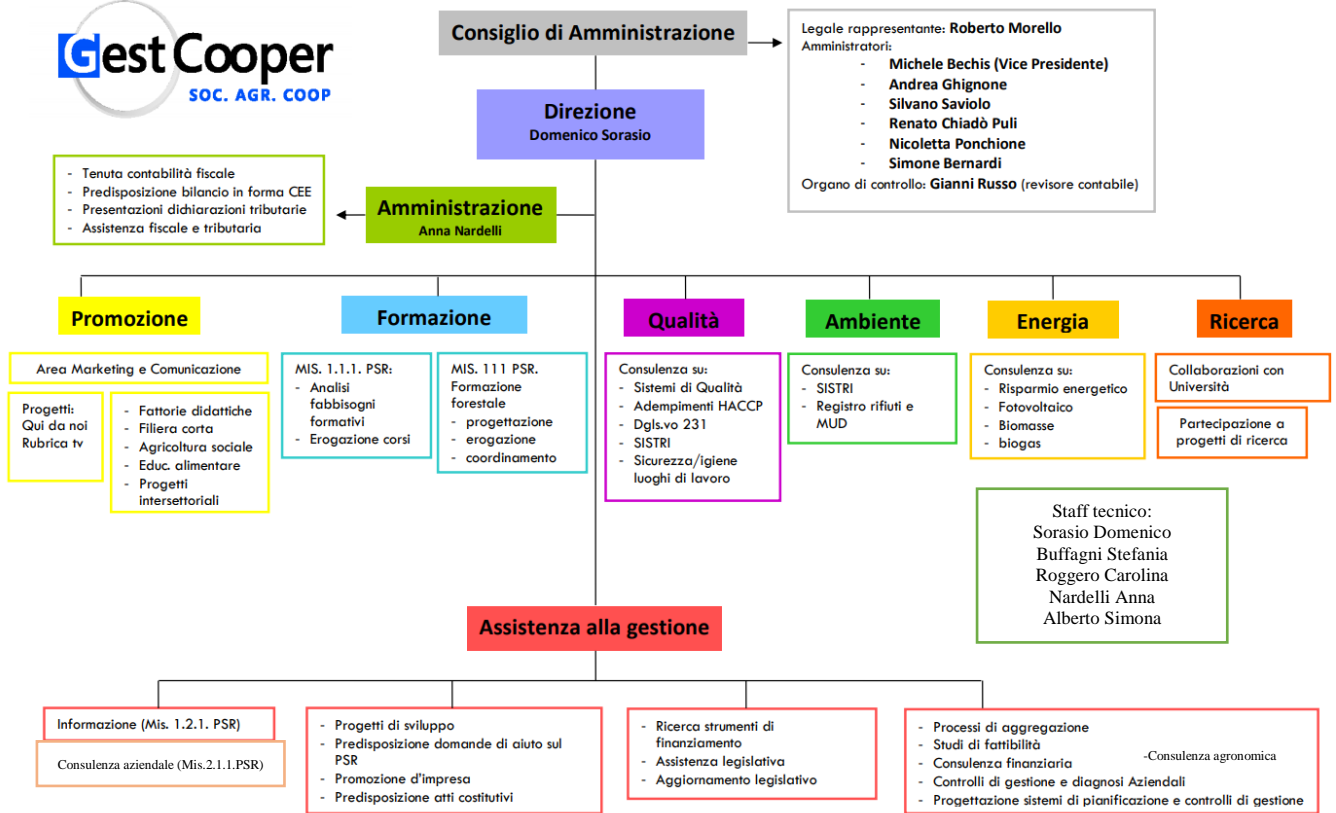 GestCooper
SOC. AGR. COOP
Consiglio di Amministrazione
Legale rappresentante: Roberto Morello
Amministratori:
- Michele Bechis (Vice Presidente)
- Andrea Ghignone
- Silvano Saviolo
- Renato Chiadò Puli
- Nicoletta Ponchione
- Simone Bernardi
Organo di controllo: Gianni Russo (revisore contabile)
Direzione
Domenico Sorasio
- Tenuta contabilità fiscale
- Predisposizione bilancio in forma CEE
- Presentazioni dichiarazioni tributarie
- Assistenza fiscale e tributaria
Amministrazione
Anna Nardelli
Promozione
Area Marketing e Comunicazione
Progetti:
Qui da noi
Rubrica tv
- Fattorie didattiche
- Filiera corta
- Agricoltura sociale
- Educ. alimentare
- Progetti
intersettoriali
Formazione
MIS. 1.1.1. PSR:
- Analisi
fabbisogni
formativi
- Erogazione corsi
MIS. 111 PSR.
Formazione
forestale
- progettazione
- erogazione
- coordinamento
Qualità
Consulenza su:
- Sistemi di Qualità
- Adempimenti HACCP
- Dgls.vo 231
- SISTRI
- Sicurezza/igiene
luoghi di lavoro
Ambiente
Consulenza su:
- SISTRI
- Registro rifiuti e
MUD
Energia
Consulenza su:
- Risparmio energetico
- Fotovoltaico
- Biomasse
- biogas
Ricerca
Collaborazioni con
Università
Partecipazione a
progetti di ricerca
Staff tecnico:
Sorasio Domenico
Buffagni Stefania
Roggero Carolina
Nardelli Anna
Alberto Simona
Assistenza alla gestione
Informazione (Mis. 1.2.1. PSR)
Consulenza aziendale (Mis.2.1.1.PSR)
- Progetti di sviluppo
- Predisposizione domande di aiuto sul
PSR
- Promozione d'impresa
- Predisposizione atti costitutivi
- Ricerca strumenti di
finanziamento
- Assistenza legislativa
- Aggiornamento legislativo
- Processi di aggregazione
- Studi di fattibilità
- Consulenza finanziaria
-Consulenza agronomica
- Controlli di gestione e diagnosi Aziendali
- Progettazione sistemi di pianificazione e controlli di gestione